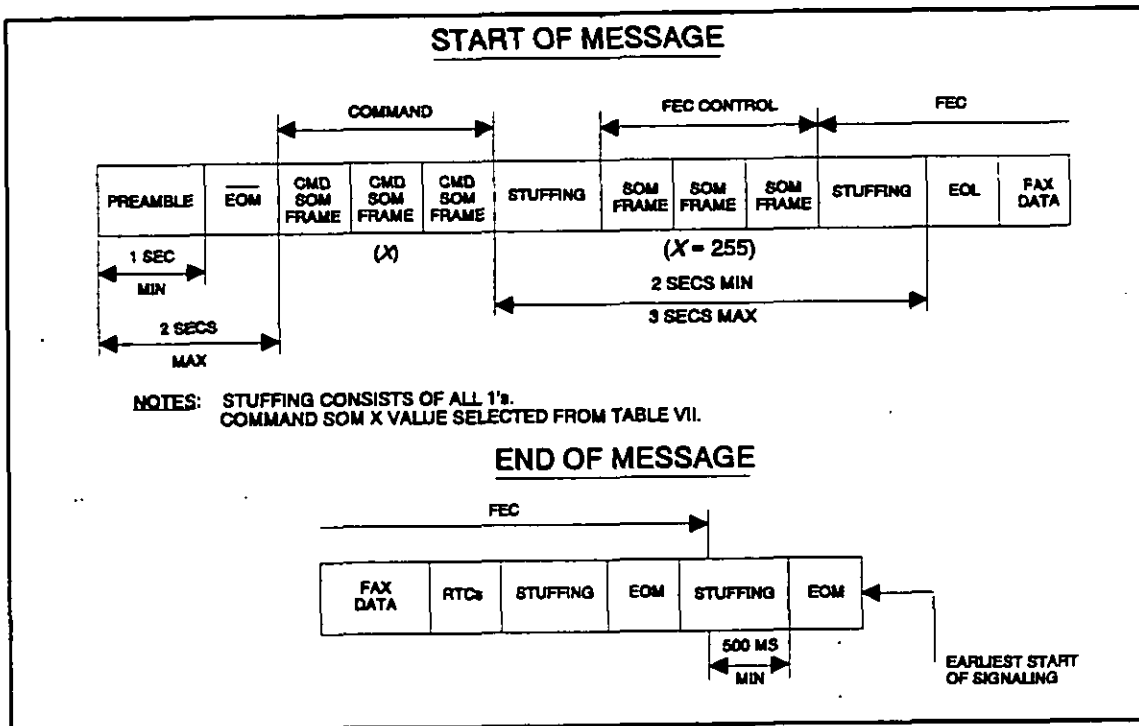 START OF MESSAGE
COMMAND
FEC CONTROL
FEC
PREAMBLE
EOM
CMD
SOM
FRAME
CMD
SOM
FRAME
CMD
SOM
FRAME
STUFFING
SOM
FRAME
SOM
FRAME
SOM
FRAME
STUFFING
EOL
FAX
DATA
1 SEC
MIN
(X)
(X = 255)
2 SECS MIN
3 SECS MAX
2 SECS
MAX
NOTES: STUFFING CONSISTS OF ALL 1's.
COMMAND SOM X VALUE SELECTED FROM TABLE VII.
END OF MESSAGE
FEC
FAX
DATA
RTCs
STUFFING
EOM
STUFFING
EOM
500 MS
MIN
EARLIEST START
OF SIGNALING